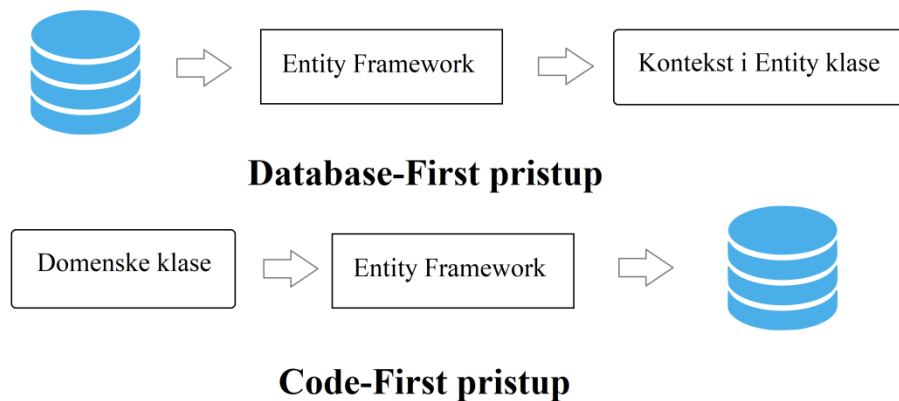 Entity Framework
Kontekst i Entity klase
Database-First pristup
Domenske klase
Entity Framework
Code-First pristup